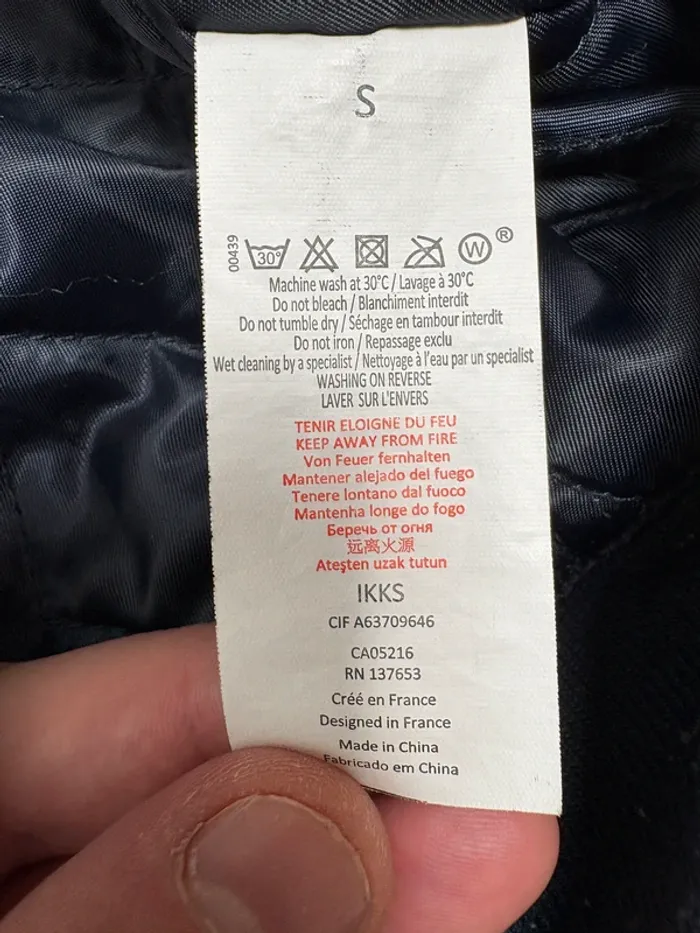 S
00439
30°
W
®
Machine wash at 30°C / Lavage à 30°C
Do not bleach / Blanchiment interdit
Do not tumble dry / Séchage en tambour interdit
Do not iron / Repassage exclu
Wet cleaning by a specialist / Nettoyage à l'eau par un specialist
WASHING ON REVERSE
LAVER SUR L'ENVERS
TENIR ELOIGNE DU FEU
KEEP AWAY FROM FIRE
Von Feuer fernhalten
Mantener alejado del fuego
Tenere lontano dal fuoco
Mantenha longe do fogo
Беречь от огня
远离火源
Ateşten uzak tutun
IKKS
CIF A63709646
CA05216
RN 137653
Créé en France
Designed in France
Made in China
Fabricado em China